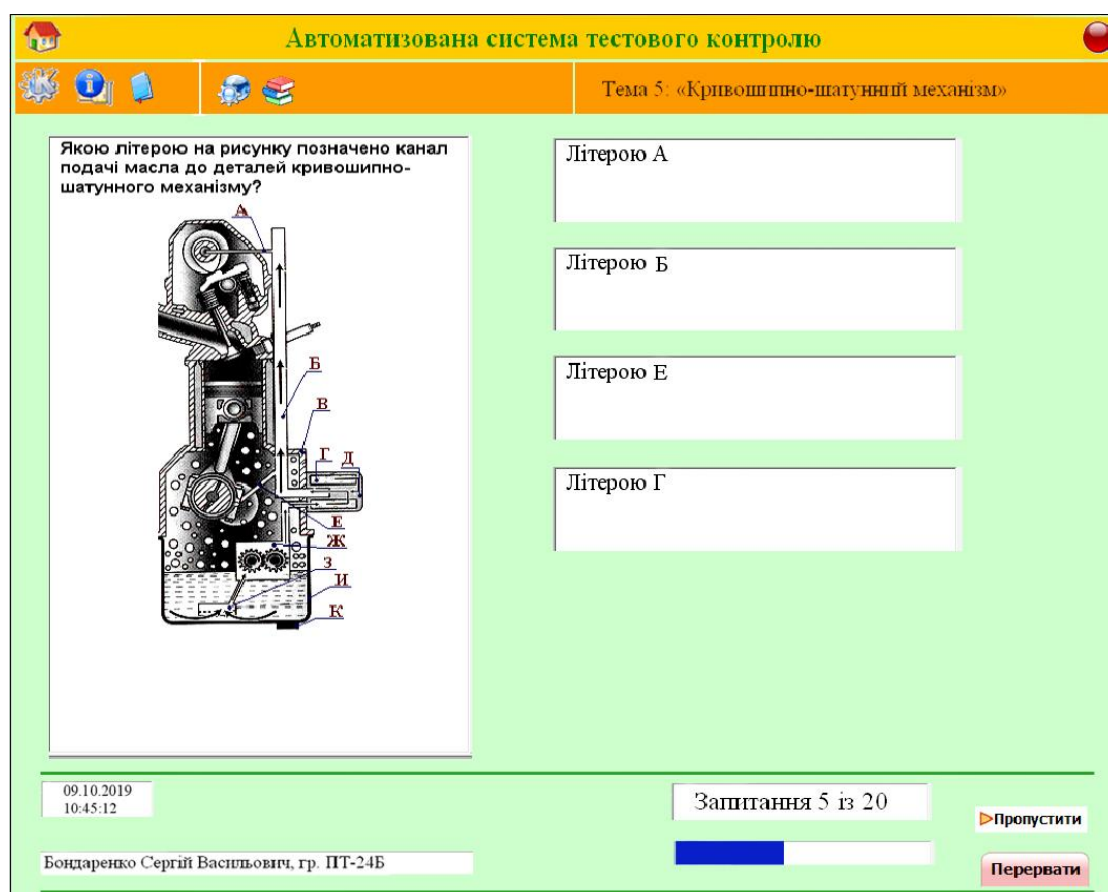 Автоматизована система тестового контролю
Тема 5: «Кривошипно-шатунний механізм»
Якою літерою на рисунку позначено канал
подачі масла до деталей кривошипно-
шатунного механізму?
А
Б
В
Г
Д
Е
Ж
З
И
К
Літерою А
Літерою Б
Літерою Е
Літерою Г
09.10.2019
10:45:12
Запитання 5 із 20
Пропустити
Бондаренко Сергій Васильович, гр. ПТ-24Б
Перервати